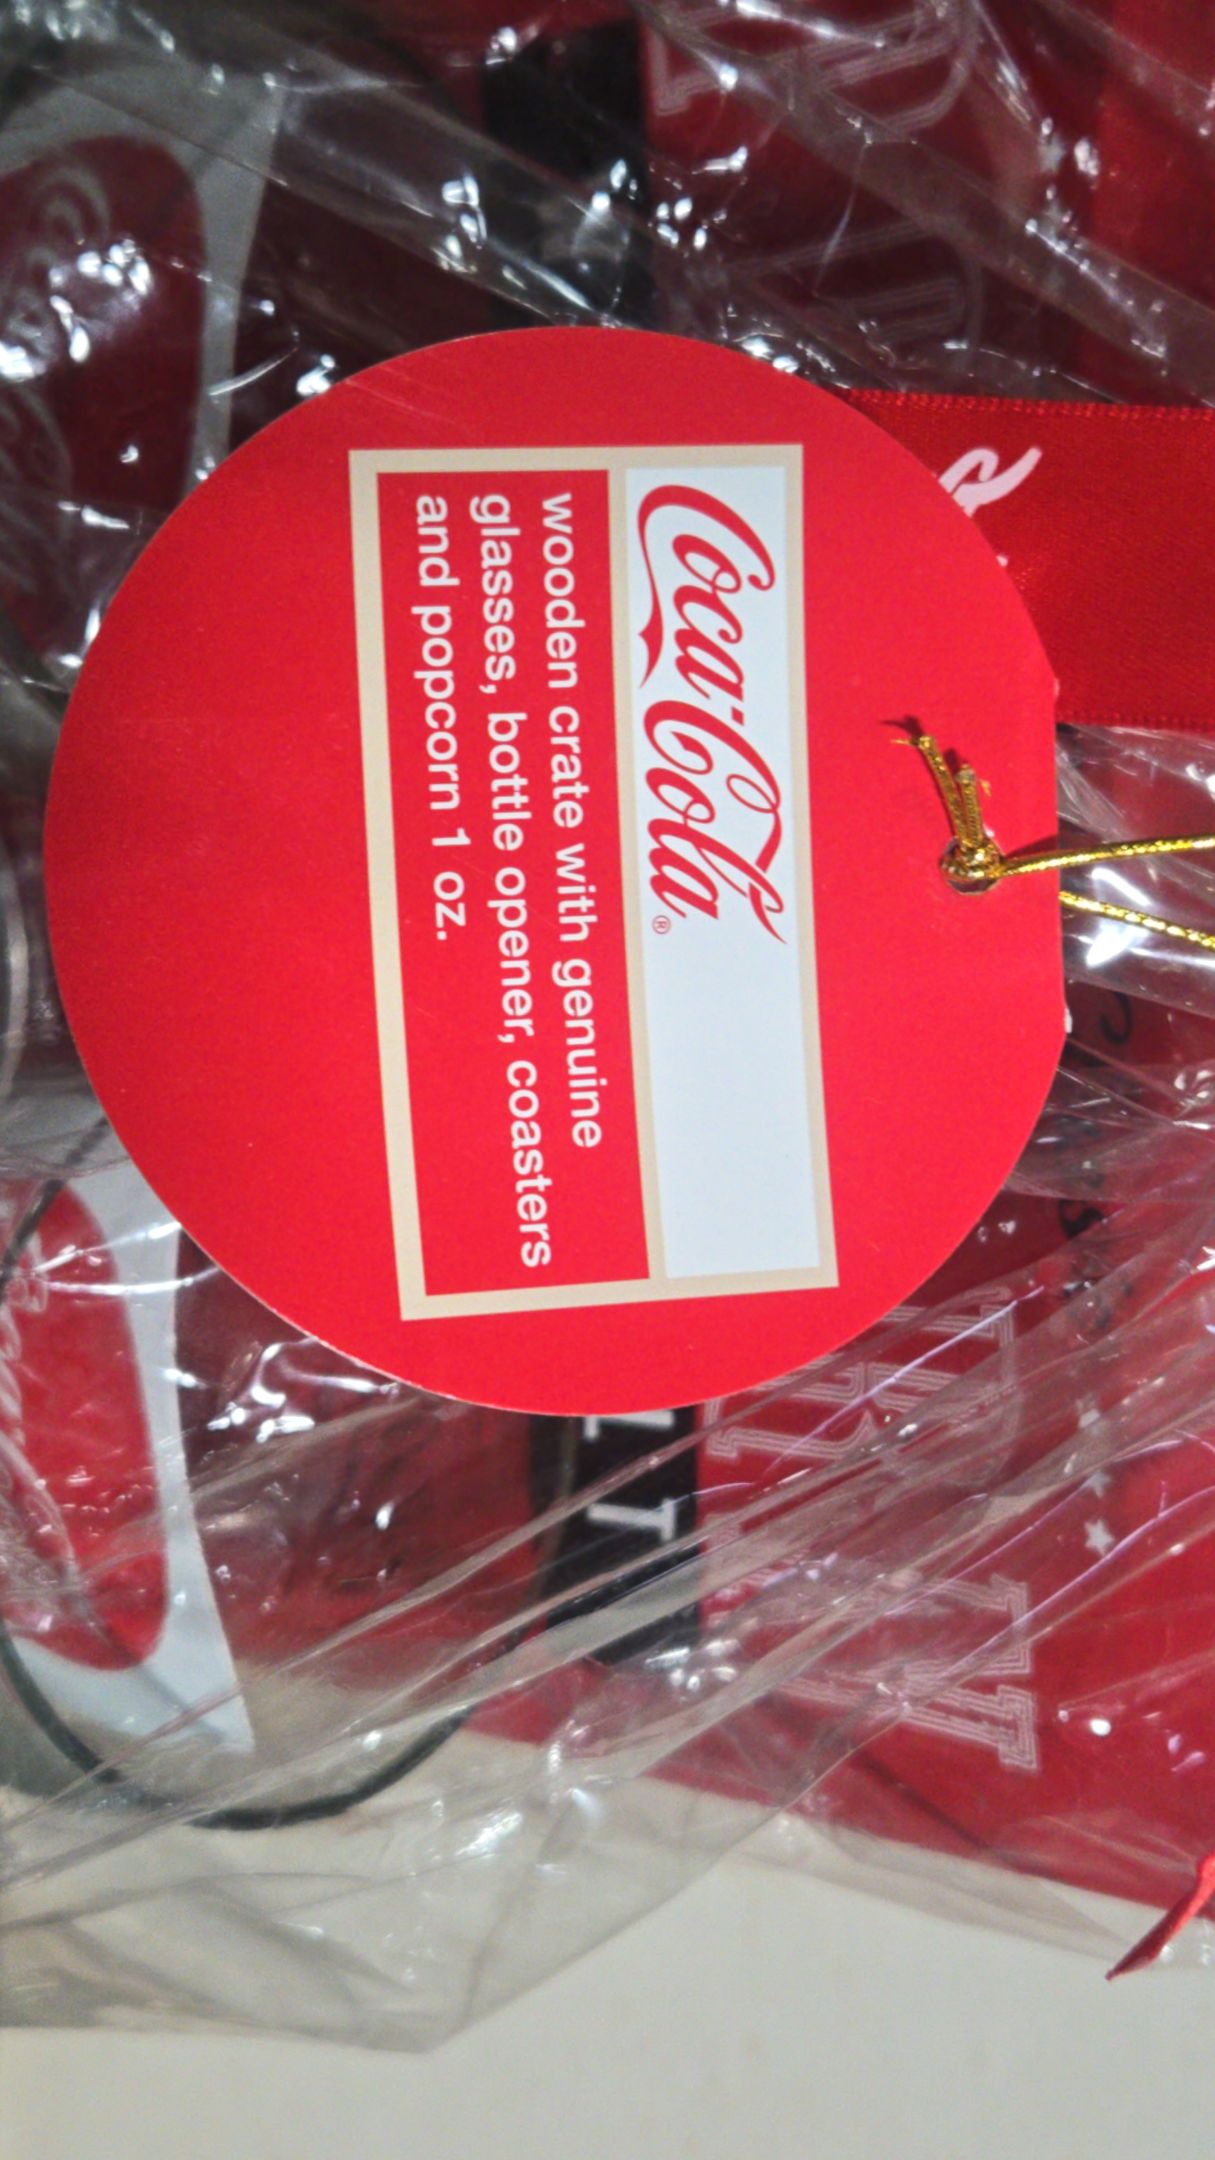 Coca-Cola®
wooden crate with genuine
glasses, bottle opener, coasters
and popcorn 1 oz.